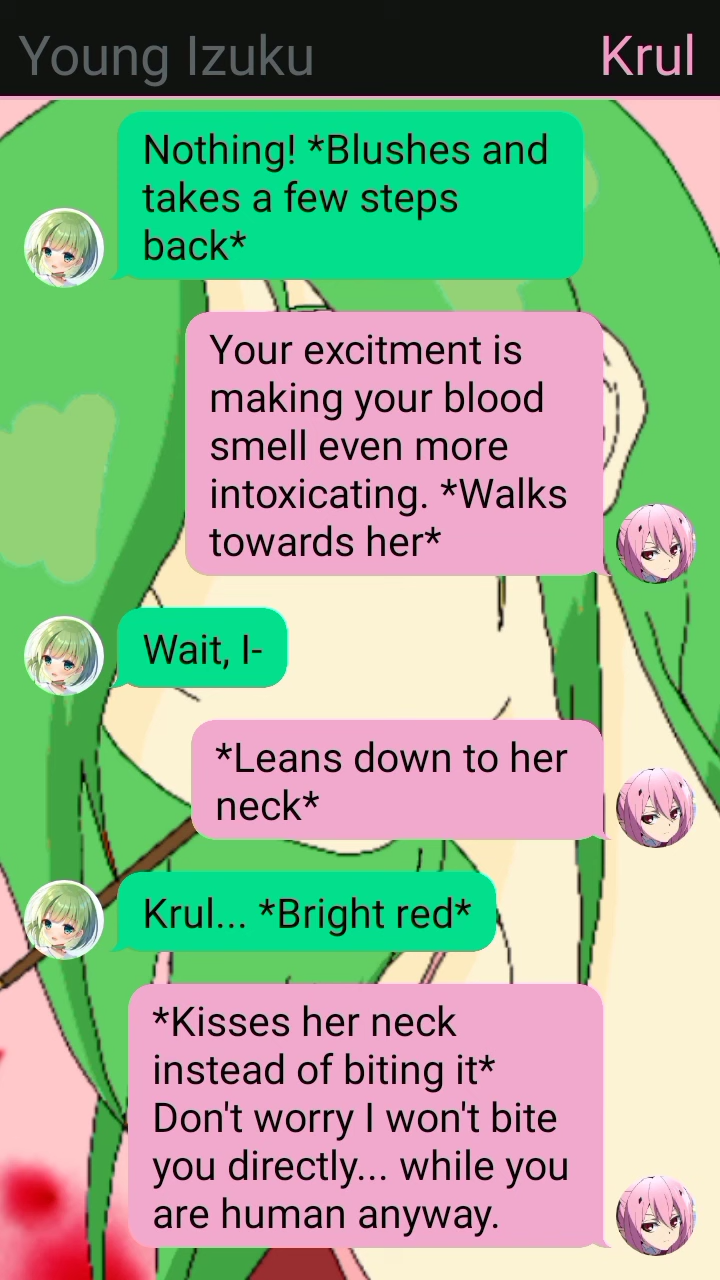 Young Izuku
Krul
Nothing! *Blushes and
takes a few steps
back*
Your excitment is
making your blood
smell even more
intoxicating. *Walks
towards her*
Wait, I-
*Leans down to her
neck*
Krul... *Bright red*
*Kisses her neck
instead of biting it*
Don't worry I won't bite
you directly... while you
are human anyway.